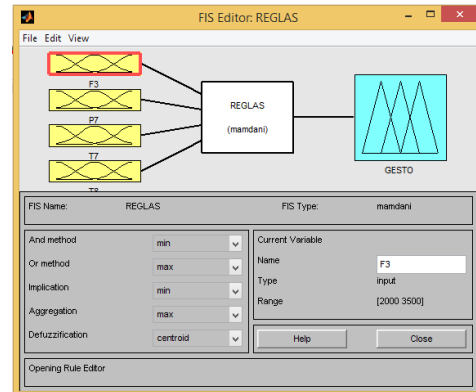 FIS Editor: REGLAS
File Edit View
F3
P7
T7
T8
REGLAS
(mamdani)
GESTO
FIS Name: REGLAS FIS Type: mamdani
And method min
Or method max
Implication min
Aggregation max
Defuzzification centroid
Current Variable
Name F3
Type input
Range [2000 3500]
Help Close
Opening Rule Editor